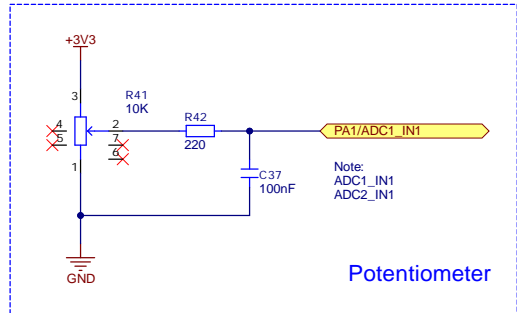 +3V3
3
R41
10K
4
5
2
7
6
1
R42
220
PA1/ADC1_IN1
C37
100nF
Note:
ADC1_IN1
ADC2_IN1
GND
Potentiometer